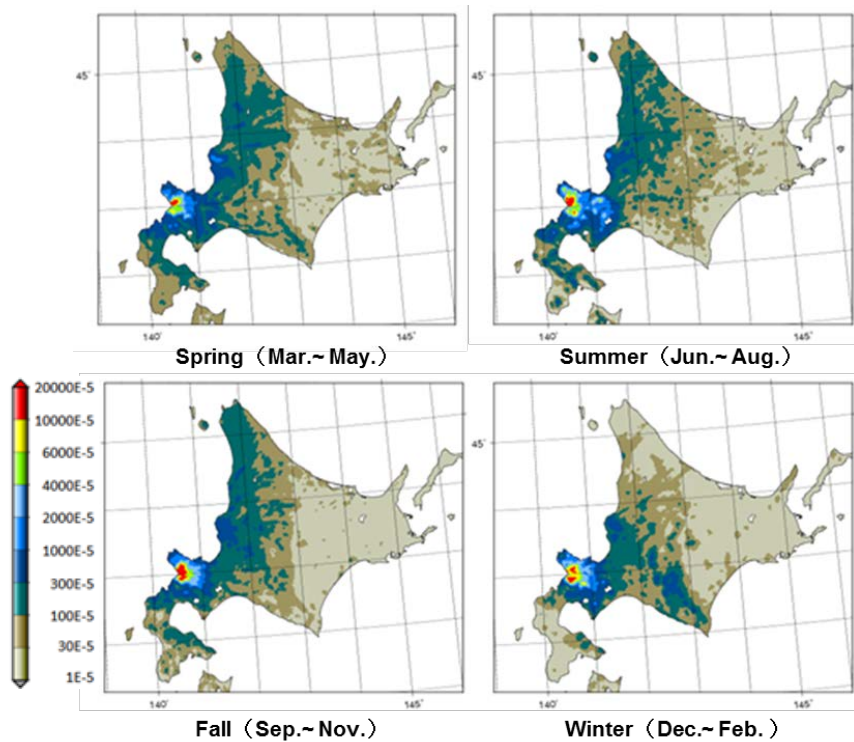 45°
45°
140°
145°
140°
145°
Spring（Mar.~ May.）
Summer（Jun.~ Aug.）
20000E-5
10000E-5
6000E-5
4000E-5
2000E-5
1000E-5
300E-5
100E-5
30E-5
1E-5
45°
45°
140°
145°
140°
145°
Fall（Sep.~ Nov.）
Winter（Dec.~ Feb. ）